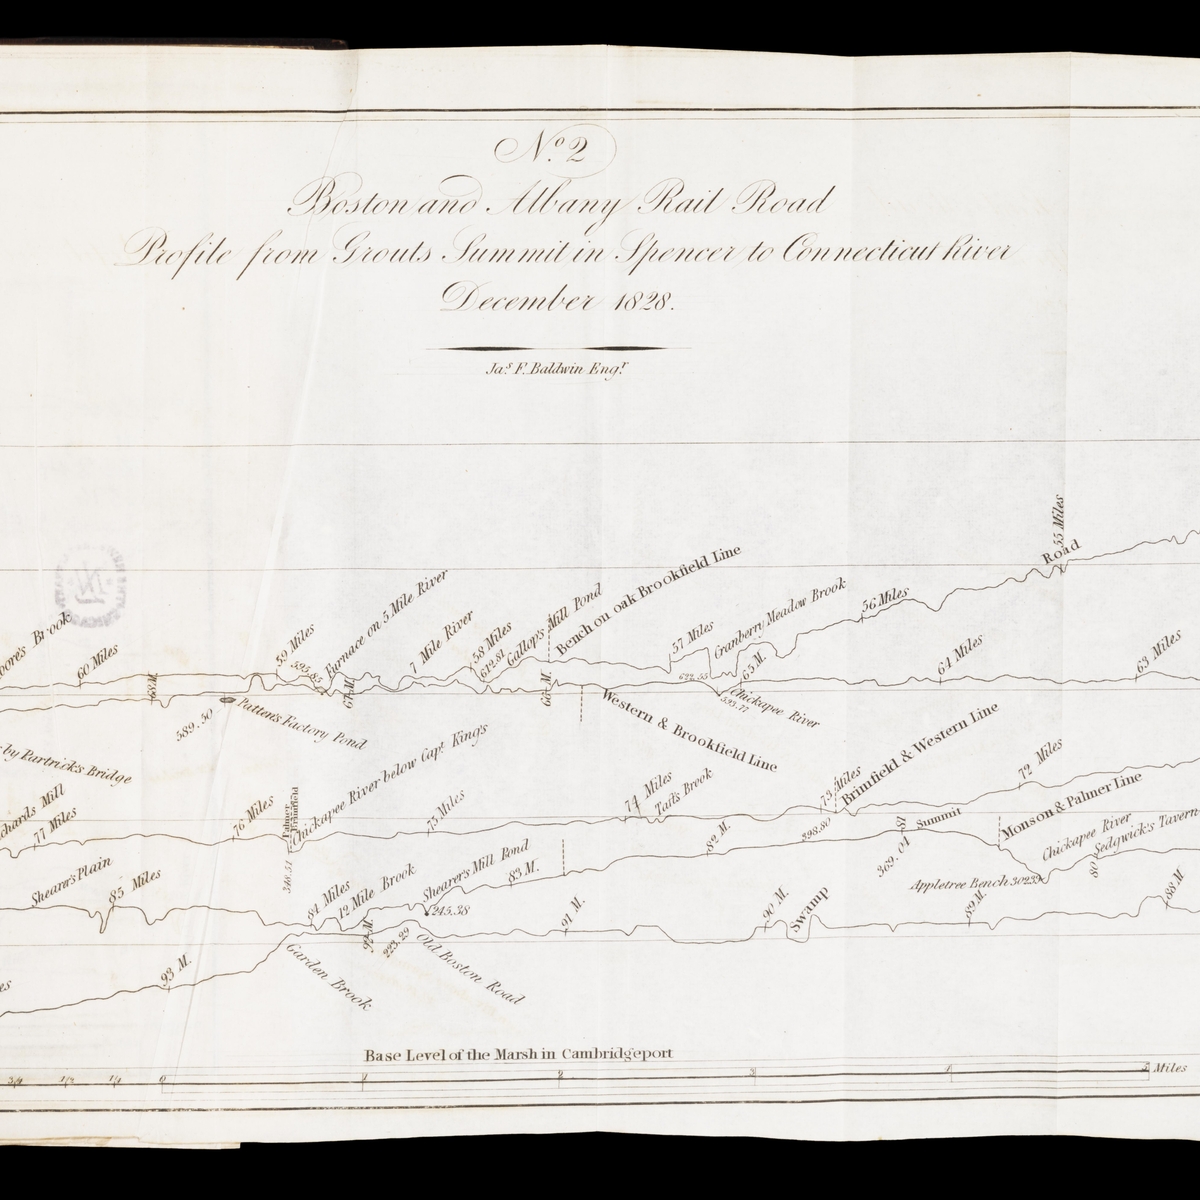 No. 2
Boston and Albany Rail Road
Profile from Grouts Summit in Spencer to Connecticut River
December 1828.
Jas. F. Baldwin Engr.
55 Miles
Road
Brook
60 Miles
68 M.
59 Miles
595.85
Furnace on 5 Mile River
67 M.
7 Mile River
58 Miles
612.81
Gallop's Mill Pond
Bench on oak Brookfield Line
66 M.
57 Miles
622.55
Cranberry Meadow Brook
65 M.
56 Miles
64 Miles
63 Miles
Chickapee River
593.77
589.50
Patten's Factory Pond
Western & Brookfield Line
by Partrick's Bridge
chards Mill
77 Miles
76 Miles
Palmer
Brimfield
348.51
Chickapee River below Capt King's
75 Miles
74 Miles
Tait's Brook
73 Miles
Brimfield & Western Line
398.80
72 Miles
82 M.
81
Summit
369.04
Monson & Palmer Line
Chickapee River
Sedgwick's Tavern
80
Appletree Bench 302.39
Shearer's Plain
85 Miles
84 Miles
12 Mile Brook
Shearer's Mill Pond
83 M.
245.38
92 M.
223.29
Old Boston Road
91 M.
90 M.
Swamp
89 M.
88 M.
Garden Brook
93 M.
es
Base Level of the Marsh in Cambridgeport
3/4 1/2 1/4 0 1 2 3 4 5 Miles